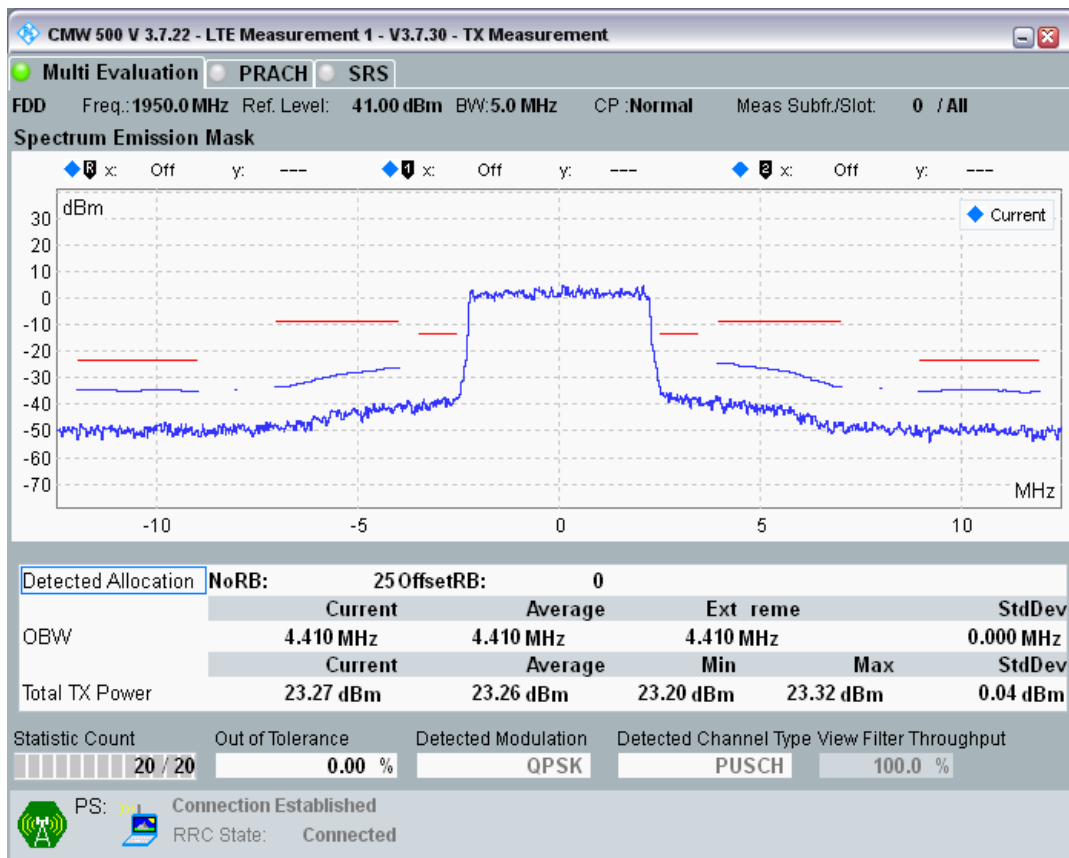 CMW 500 V 3.7.22 - LTE Measurement 1 - V3.7.30 - TX Measurement
Multi Evaluation PRACH SRS
FDD Freq.: 1950.0 MHz Ref. Level: 41.00 dBm BW: 5.0 MHz CP : Normal Meas Subfr./Slot: 0 / All
Spectrum Emission Mask
R x: Off y: --- 1 x: Off y: --- 2 x: Off y: ---
dBm
Current
30
20
10
0
-10
-20
-30
-40
-50
-60
-70
MHz
-10 -5 0 5 10
Detected Allocation NoRB: 25 OffsetRB: 0
Current Average Ext reme StdDev
OBW 4.410 MHz 4.410 MHz 4.410 MHz 0.000 MHz
Current Average Min Max StdDev
Total TX Power 23.27 dBm 23.26 dBm 23.20 dBm 23.32 dBm 0.04 dBm
Statistic Count Out of Tolerance Detected Modulation Detected Channel Type View Filter Throughput
20 / 20 0.00 % QPSK PUSCH 100.0 %
PS: Connection Established
RRC State: Connected